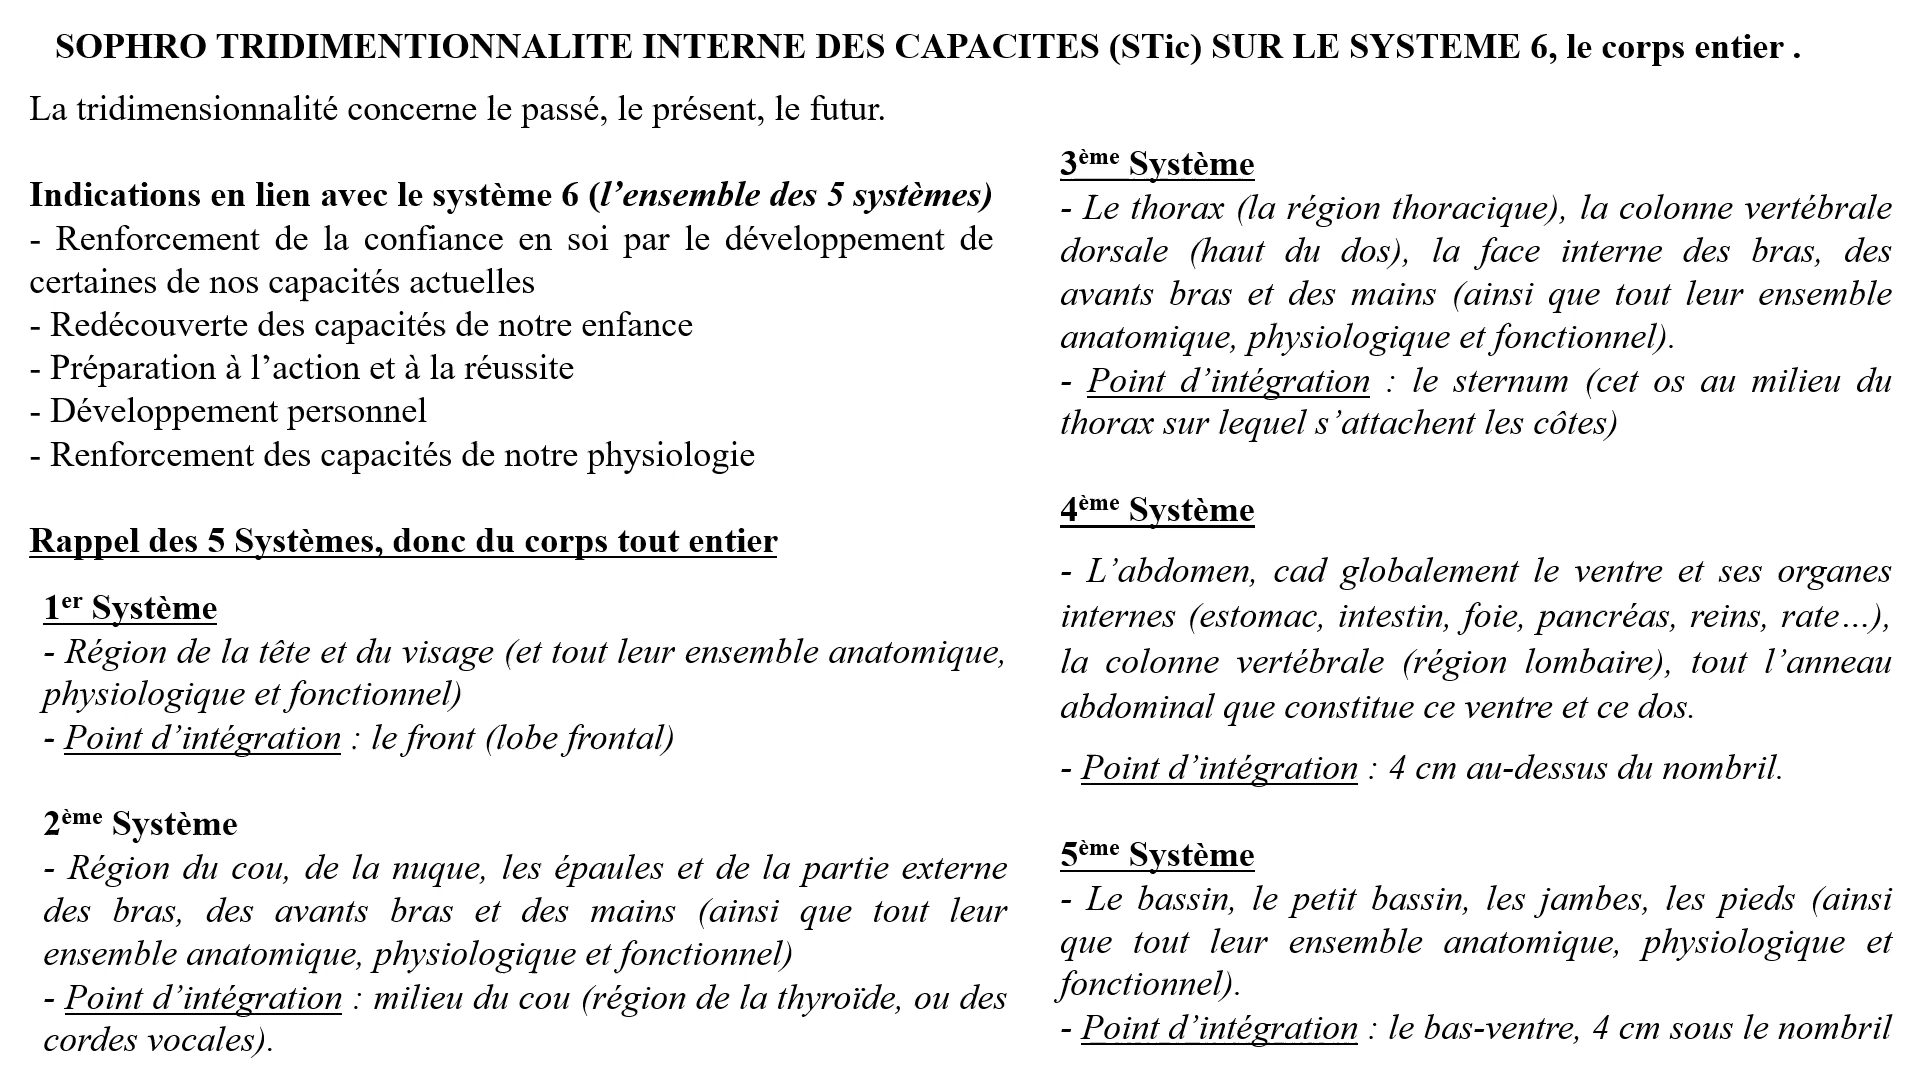 SOPHRO TRIDIMENTIONNALITE INTERNE DES CAPACITES (STic) SUR LE SYSTEME 6, le corps entier .
La tridimensionnalité concerne le passé, le présent, le futur.
Indications en lien avec le système 6 (l’ensemble des 5 systèmes)
- Renforcement de la confiance en soi par le développement de
certaines de nos capacités actuelles
- Redécouverte des capacités de notre enfance
- Préparation à l’action et à la réussite
- Développement personnel
- Renforcement des capacités de notre physiologie
Rappel des 5 Systèmes, donc du corps tout entier
1er Système
- Région de la tête et du visage (et tout leur ensemble anatomique,
physiologique et fonctionnel)
- Point d’intégration : le front (lobe frontal)
2ème Système
- Région du cou, de la nuque, les épaules et de la partie externe
des bras, des avants bras et des mains (ainsi que tout leur
ensemble anatomique, physiologique et fonctionnel)
- Point d’intégration : milieu du cou (région de la thyroïde, ou des
cordes vocales).
3ème Système
- Le thorax (la région thoracique), la colonne vertébrale
dorsale (haut du dos), la face interne des bras, des
avants bras et des mains (ainsi que tout leur ensemble
anatomique, physiologique et fonctionnel).
- Point d’intégration : le sternum (cet os au milieu du
thorax sur lequel s’attachent les côtes)
4ème Système
- L’abdomen, cad globalement le ventre et ses organes
internes (estomac, intestin, foie, pancréas, reins, rate…),
la colonne vertébrale (région lombaire), tout l’anneau
abdominal que constitue ce ventre et ce dos.
- Point d’intégration : 4 cm au-dessus du nombril.
5ème Système
- Le bassin, le petit bassin, les jambes, les pieds (ainsi
que tout leur ensemble anatomique, physiologique et
fonctionnel).
- Point d’intégration : le bas-ventre, 4 cm sous le nombril